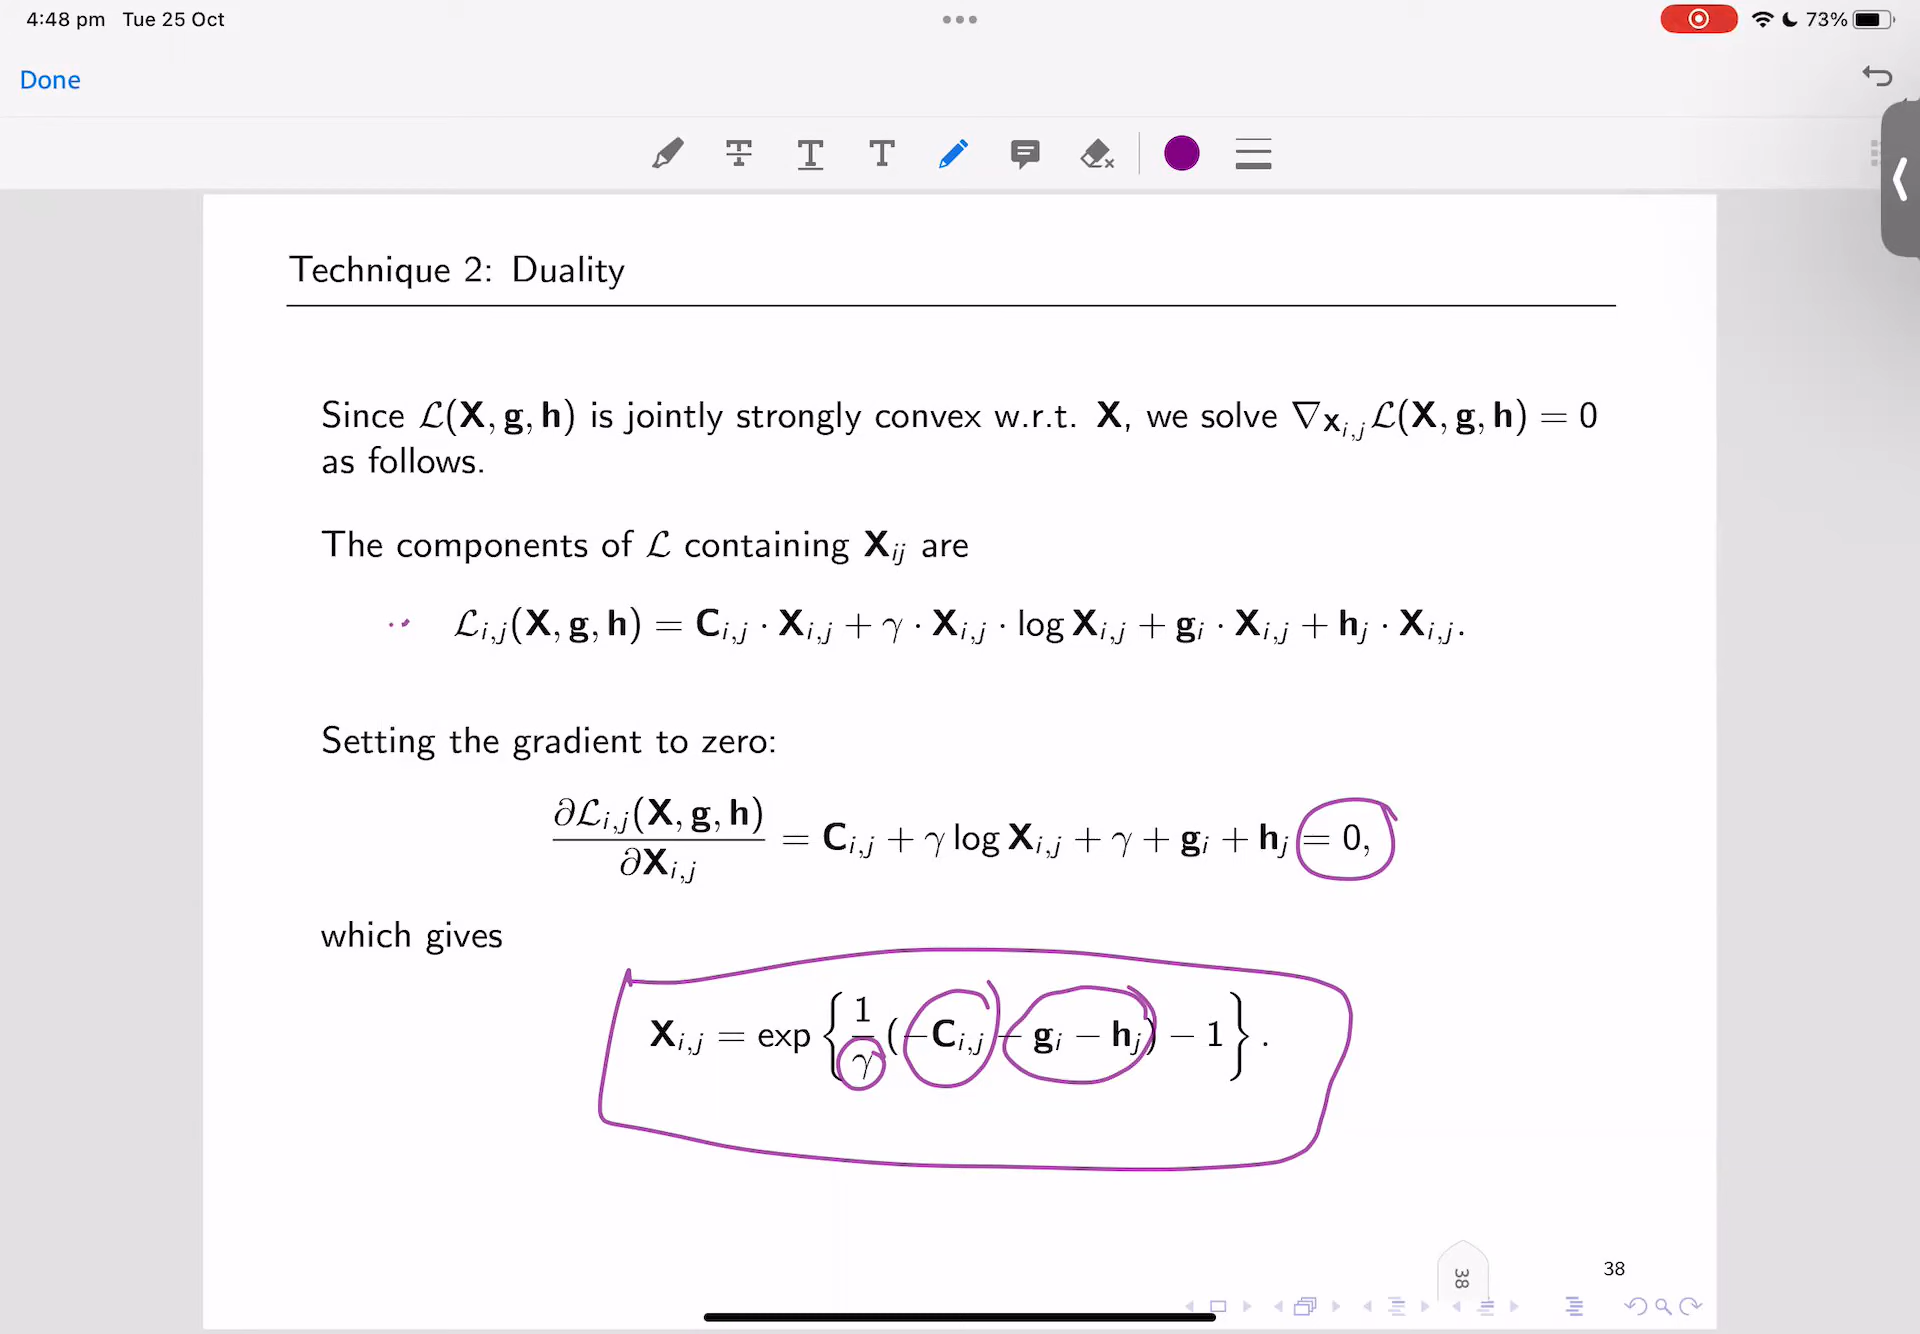 4:48 pm Tue 25 Oct 73%
Done
Technique 2: Duality
Since ℒ(𝐗, 𝐠, 𝐡) is jointly strongly convex w.r.t. 𝐗, we solve ∇_{𝐗_{i,j}} ℒ(𝐗, 𝐠, 𝐡) = 0
as follows.
The components of ℒ containing 𝐗_{ij} are
ℒ_{i,j}(𝐗, 𝐠, 𝐡) = 𝐂_{i,j} · 𝐗_{i,j} + γ · 𝐗_{i,j} · log 𝐗_{i,j} + 𝐠_i · 𝐗_{i,j} + 𝐡_j · 𝐗_{i,j}.
Setting the gradient to zero:
∂ℒ_{i,j}(𝐗, 𝐠, 𝐡) / ∂𝐗_{i,j} = 𝐂_{i,j} + γ log 𝐗_{i,j} + γ + 𝐠_i + 𝐡_j = 0,
which gives
𝐗_{i,j} = exp { 1/γ (−𝐂_{i,j} − 𝐠_i − 𝐡_j) − 1 } .
38
38